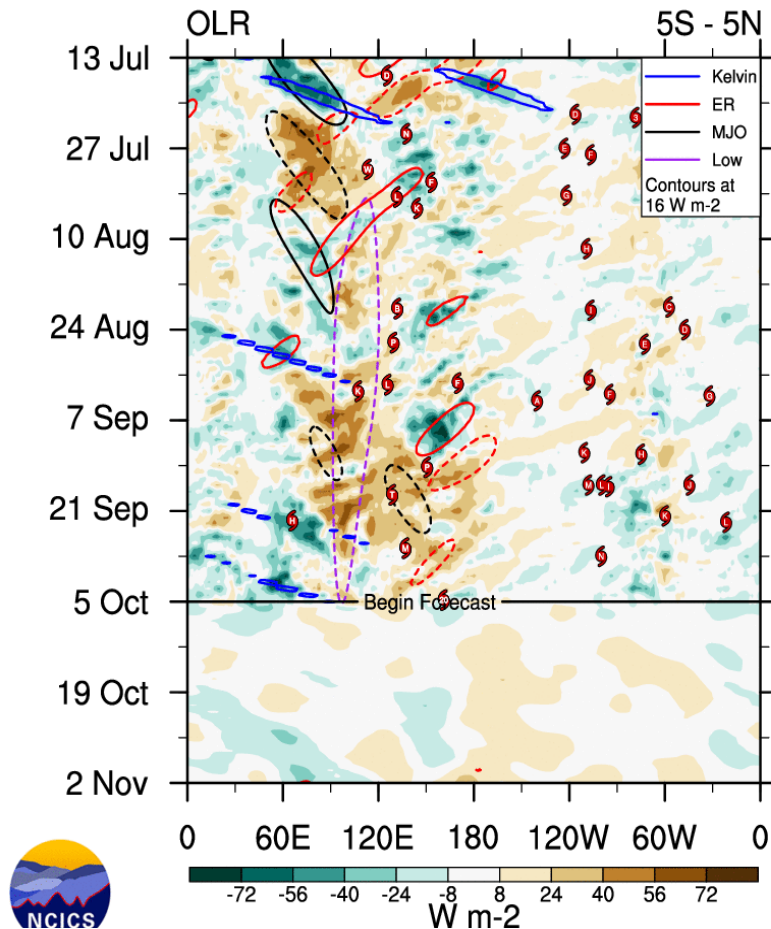 OLR 5S - 5N
13 Jul
27 Jul
10 Aug
24 Aug
7 Sep
21 Sep
5 Oct
19 Oct
2 Nov
Kelvin
ER
MJO
Low
Contours at
16 W m-2
D
N
W
F
L
K
D
3
E
F
G
H
B
I
C
P
D
E
K
L
F
J
F
A
G
P
K
H
T
M
L
I
J
H
K
L
M
N
20
Begin Forecast
0 60E 120E 180 120W 60W 0
-72 -56 -40 -24 -8 8 24 40 56 72
W m-2
NCICS